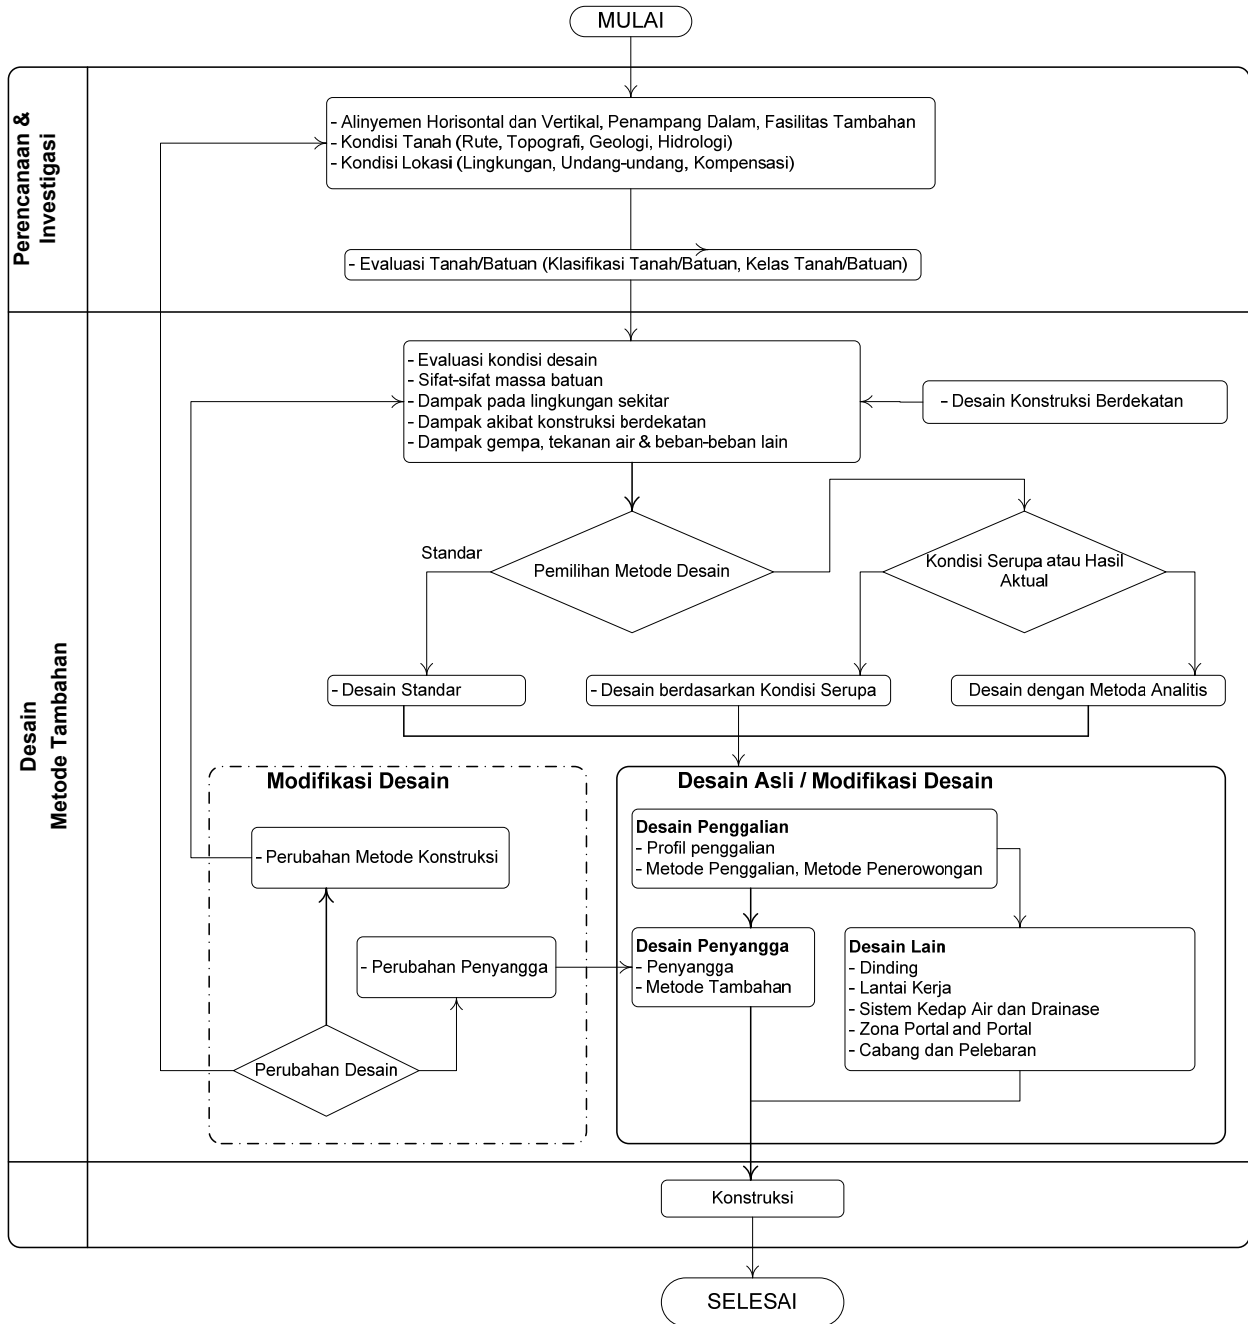 MULAI
Perencanaan &
Investigasi
- Alinyemen Horisontal dan Vertikal, Penampang Dalam, Fasilitas Tambahan
- Kondisi Tanah (Rute, Topografi, Geologi, Hidrologi)
- Kondisi Lokasi (Lingkungan, Undang-undang, Kompensasi)
- Evaluasi Tanah/Batuan (Klasifikasi Tanah/Batuan, Kelas Tanah/Batuan)
Desain
Metode Tambahan
- Evaluasi kondisi desain
- Sifat-sifat massa batuan
- Dampak pada lingkungan sekitar
- Dampak akibat konstruksi berdekatan
- Dampak gempa, tekanan air & beban-beban lain
- Desain Konstruksi Berdekatan
Standar
Pemilihan Metode Desain
Kondisi Serupa atau Hasil
Aktual
- Desain Standar
- Desain berdasarkan Kondisi Serupa
Desain dengan Metoda Analitis
Modifikasi Desain
- Perubahan Metode Konstruksi
- Perubahan Penyangga
Perubahan Desain
Desain Asli / Modifikasi Desain
Desain Penggalian
- Profil penggalian
- Metode Penggalian, Metode Penerowongan
Desain Penyangga
- Penyangga
- Metode Tambahan
Desain Lain
- Dinding
- Lantai Kerja
- Sistem Kedap Air dan Drainase
- Zona Portal and Portal
- Cabang dan Pelebaran
Konstruksi
SELESAI